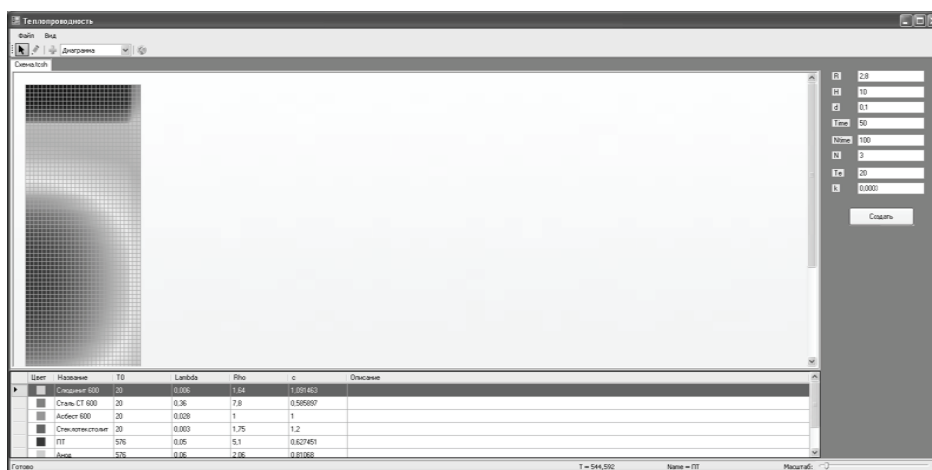 Теплопроводность
Файл Вид
Диаграмма
Схема.tcsh
R 2,8
H 10
d 0,1
Time 50
Ntime 100
N 3
Te 20
k 0,0003
Создать
Цвет Название T0 Lambda Rho c Описание
Слюдинит 600 20 0.006 1.64 1.091463
Сталь СТ 600 20 0,36 7,8 0,585897
Асбест 600 20 0,028 1 1
Стеклотекстолит 20 0,003 1,75 1,2
ПТ 576 0,05 5,1 0,627451
Анод 576 0,06 2,06 0,81068
Готово T = 544,592 Name = ПТ Масштаб: